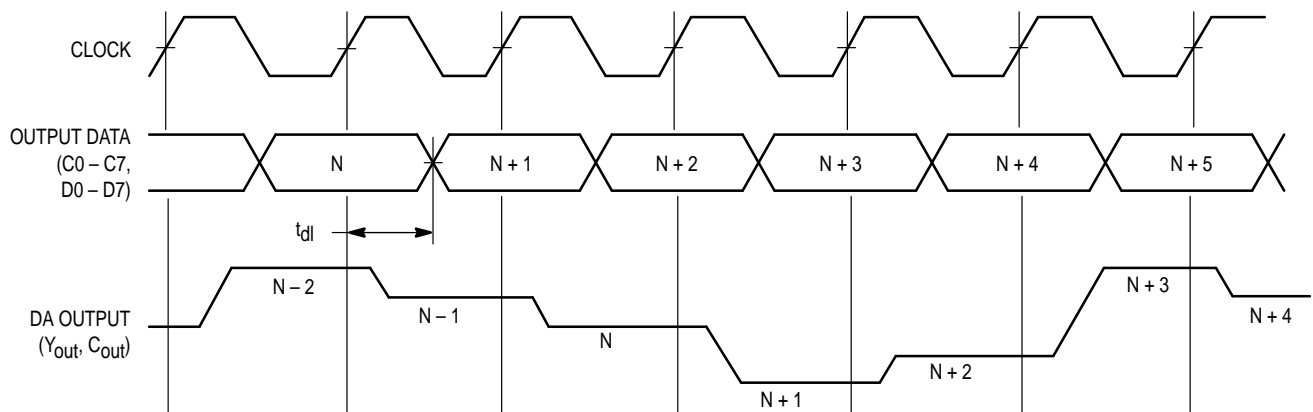 CLOCK
OUTPUT DATA
(C0 – C7,
D0 – D7)
N
N + 1
N + 2
N + 3
N + 4
N + 5
tdl
DA OUTPUT
(Yout, Cout)
N – 2
N – 1
N
N + 1
N + 2
N + 3
N + 4